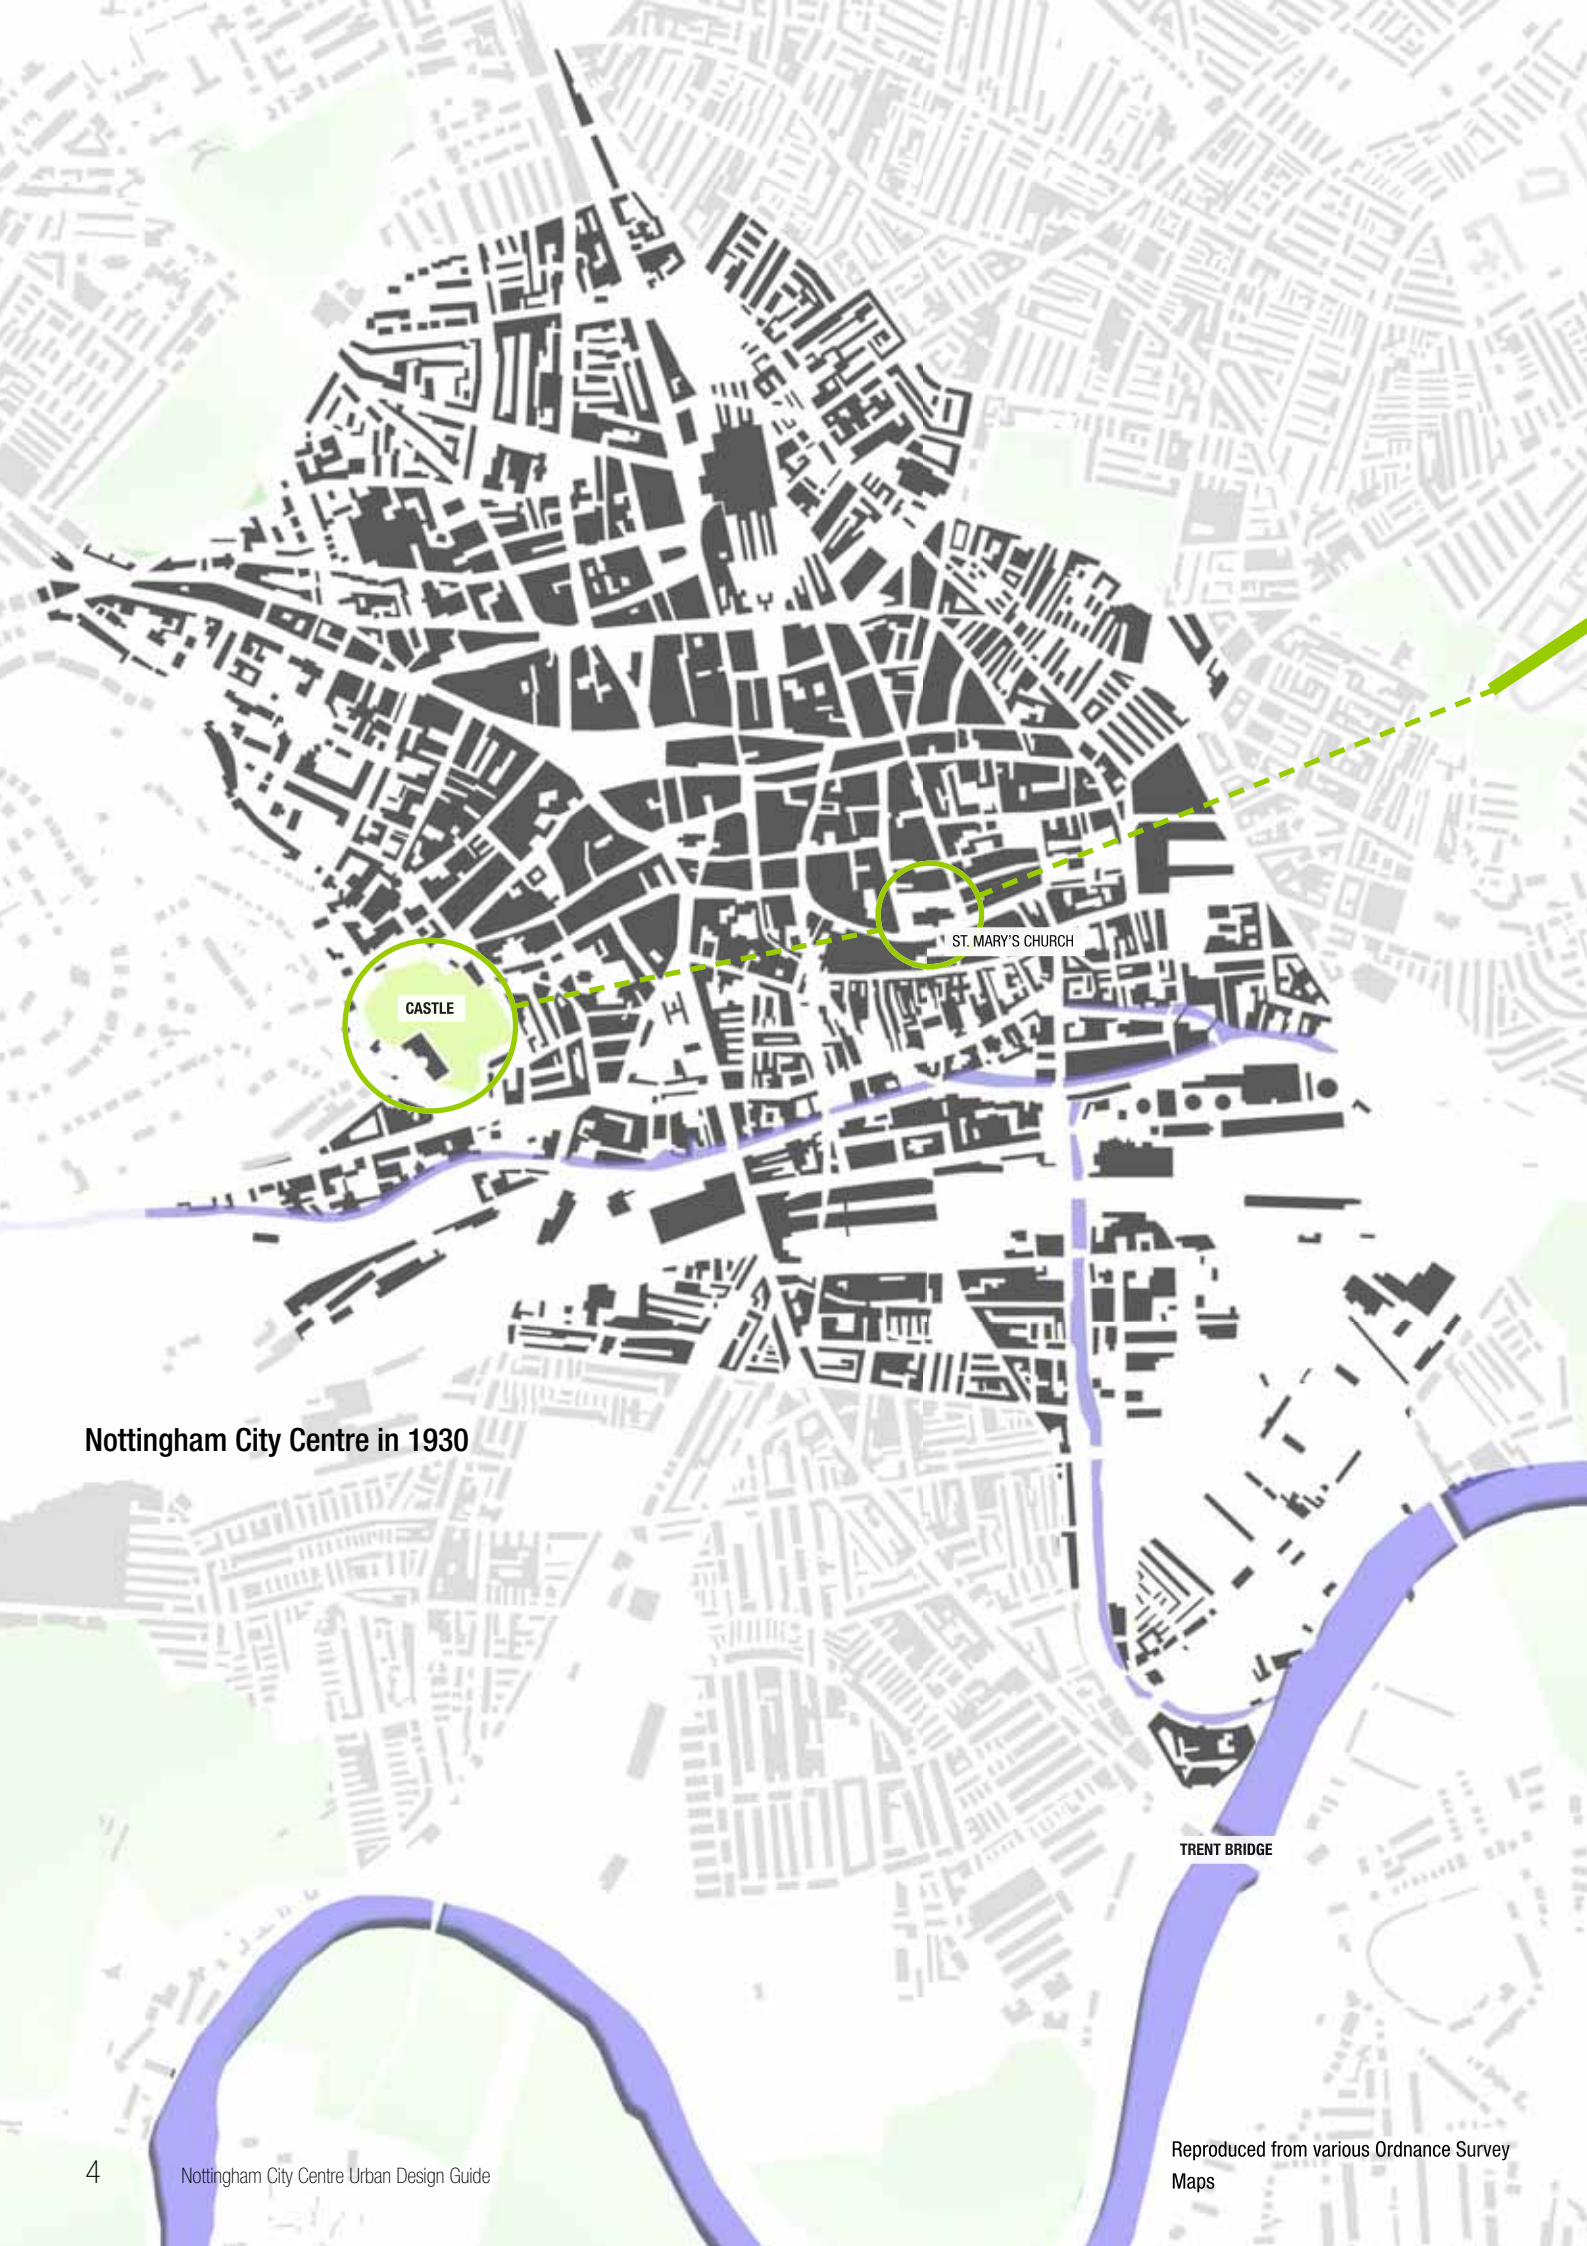 ST. MARY'S CHURCH
CASTLE
Nottingham City Centre in 1930
TRENT BRIDGE
Reproduced from various Ordnance Survey
Maps
4
Nottingham City Centre Urban Design Guide